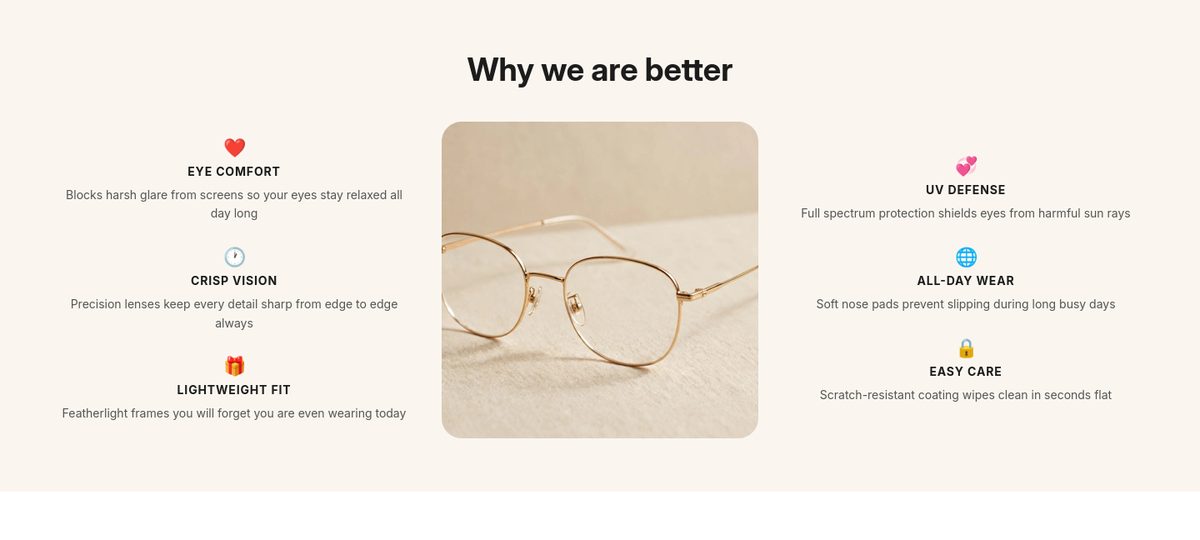 Why we are better
EYE COMFORT
Blocks harsh glare from screens so your eyes stay relaxed all
day long
CRISP VISION
Precision lenses keep every detail sharp from edge to edge
always
LIGHTWEIGHT FIT
Featherlight frames you will forget you are even wearing today
UV DEFENSE
Full spectrum protection shields eyes from harmful sun rays
ALL-DAY WEAR
Soft nose pads prevent slipping during long busy days
EASY CARE
Scratch-resistant coating wipes clean in seconds flat